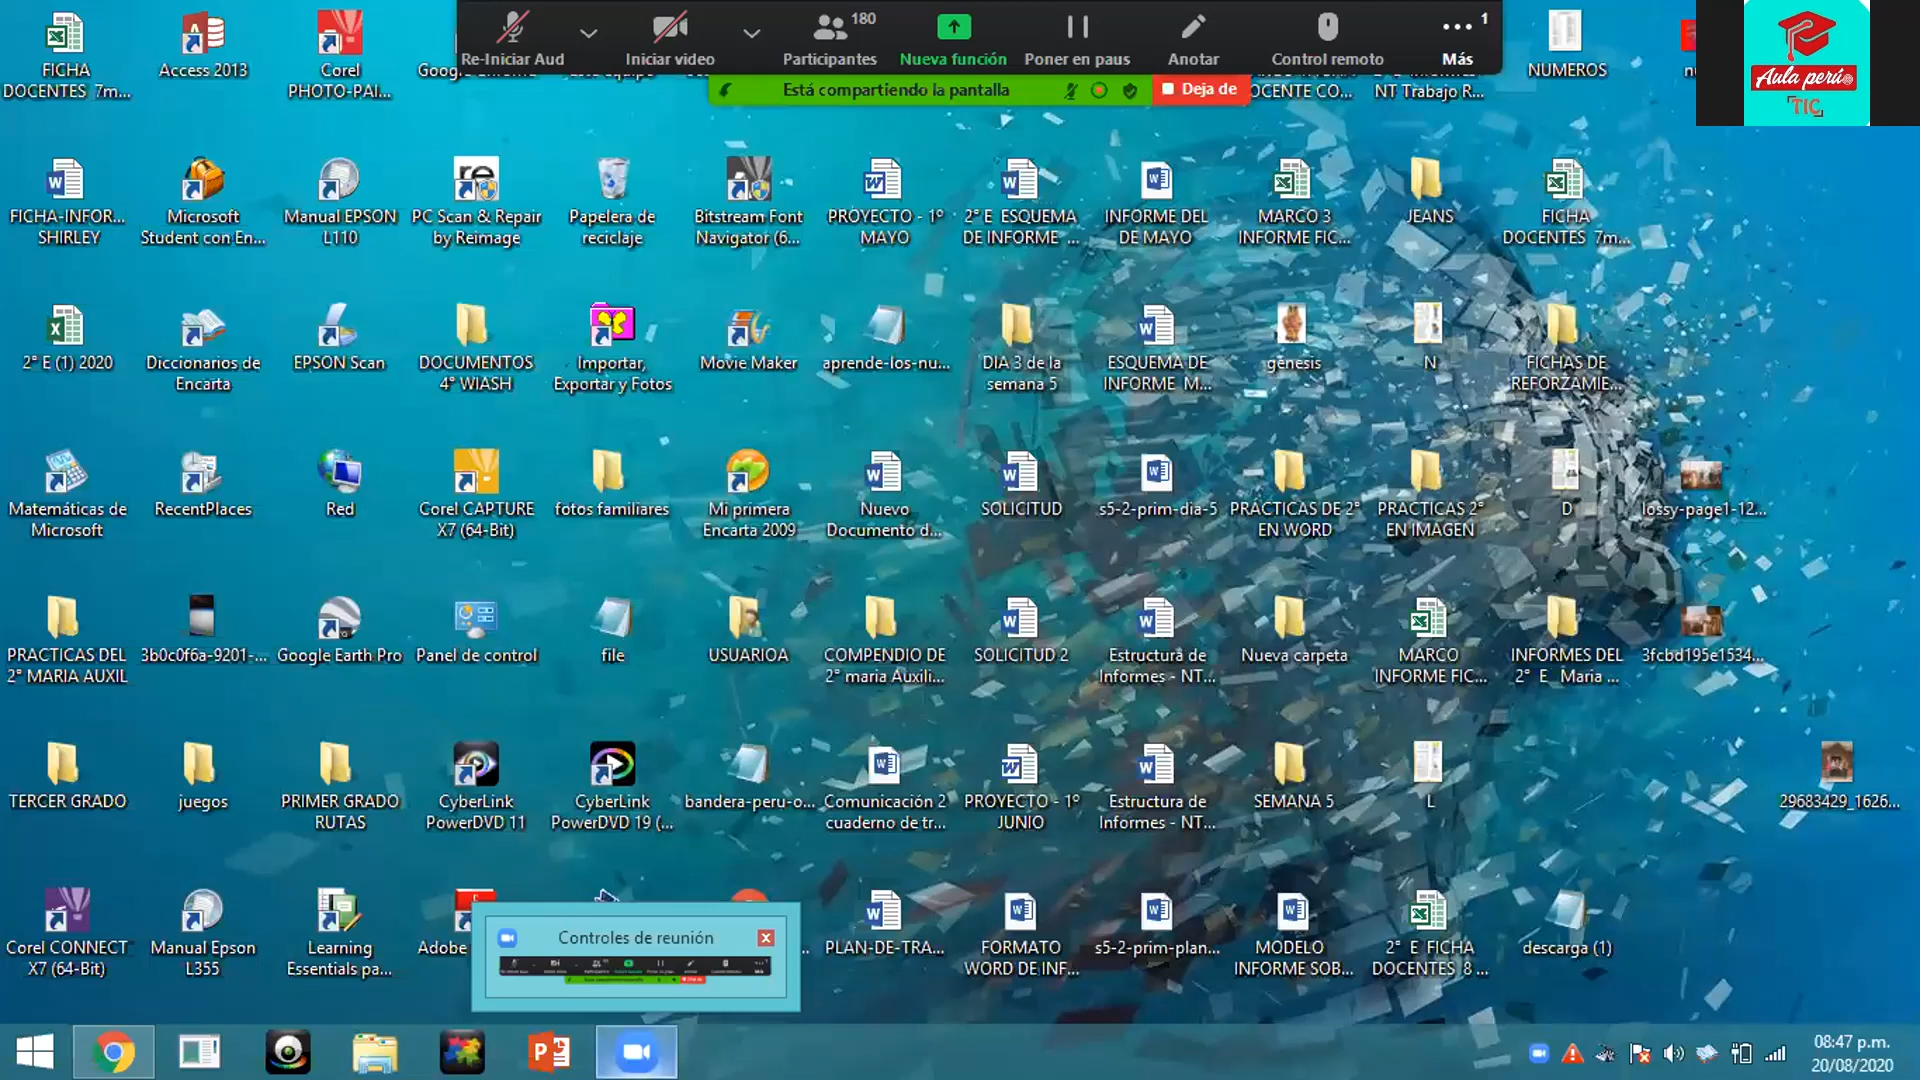 Re-Iniciar Aud
Iniciar video
180
Participantes
Nueva función
Poner en paus
Anotar
Control remoto
1
Más
Está compartiendo la pantalla
Deja de
Aula perú
TIC
FICHA
DOCENTES 7m...
Access 2013
Corel
PHOTO-PAI...
OCENTE CO...
NT Trabajo R...
NUMEROS
FICHA-INFOR...
SHIRLEY
Microsoft
Student con En...
Manual EPSON
L110
PC Scan & Repair
by Reimage
Papelera de
reciclaje
Bitstream Font
Navigator (6...
PROYECTO - 1º
MAYO
2° E ESQUEMA
DE INFORME ...
INFORME DEL
DE MAYO
MARCO 3
INFORME FIC...
JEANS
FICHA
DOCENTES 7m...
2° E (1) 2020
Diccionarios de
Encarta
EPSON Scan
DOCUMENTOS
4° WIASH
Importar,
Exportar y Fotos
Movie Maker
aprende-los-nu...
DIA 3 de la
semana 5
ESQUEMA DE
INFORME M...
genesis
N
FICHAS DE
REFORZAMIE...
Matemáticas de
Microsoft
RecentPlaces
Red
Corel CAPTURE
X7 (64-Bit)
fotos familiares
Mi primera
Encarta 2009
Nuevo
Documento d...
SOLICITUD
s5-2-prim-dia-5
PRACTICAS DE 2°
EN WORD
PRACTICAS 2°
EN IMAGEN
D
lossy-page1-12...
PRACTICAS DEL
2° MARIA AUXIL
3b0c0f6a-9201-...
Google Earth Pro
Panel de control
file
USUARIOA
COMPENDIO DE
2° maria Auxili...
SOLICITUD 2
Estructura de
Informes - NT...
Nueva carpeta
MARCO
INFORME FIC...
INFORMES DEL
2° E Maria ...
3fcbd195e1534...
TERCER GRADO
juegos
PRIMER GRADO
RUTAS
CyberLink
PowerDVD 11
CyberLink
PowerDVD 19 (...
bandera-peru-o...
Comunicación 2
cuaderno de tr...
PROYECTO - 1º
JUNIO
Estructura de
Informes - NT...
SEMANA 5
L
29683429_1626...
Corel CONNECT
X7 (64-Bit)
Manual Epson
L355
Learning
Essentials pa...
Adobe
Controles de reunión
PLAN-DE-TRA...
FORMATO
WORD DE INF...
s5-2-prim-plan...
MODELO
INFORME SOB...
2° E FICHA
DOCENTES 8 ...
descarga (1)
08:47 p.m.
20/08/2020